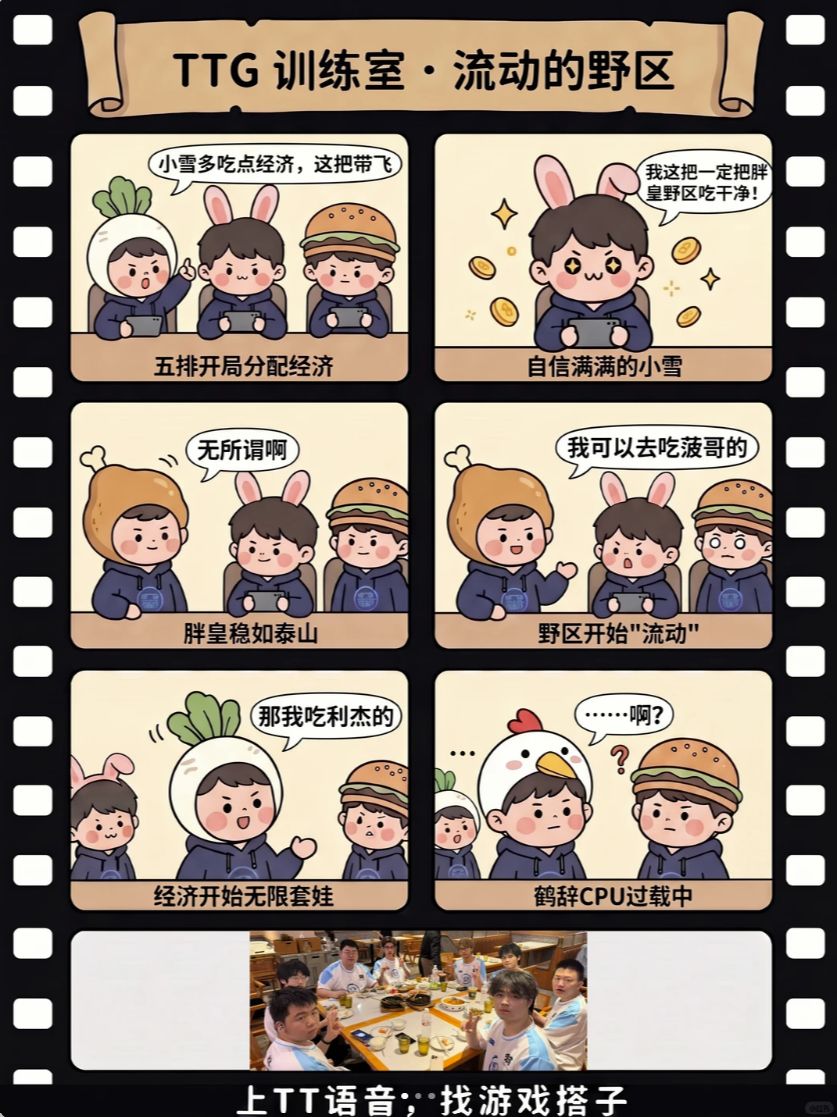 TTG 训练室·流动的野区
小雪多吃点经济，这把带飞
五排开局分配经济
我这把一定把胖
皇野区吃干净！
自信满满的小雪
无所谓啊
胖皇稳如泰山
我可以去吃菠哥的
野区开始"流动"
那我吃利杰的
经济开始无限套娃
...
……啊？
?
鹤辞CPU过载中
上TT语音；找游戏搭子